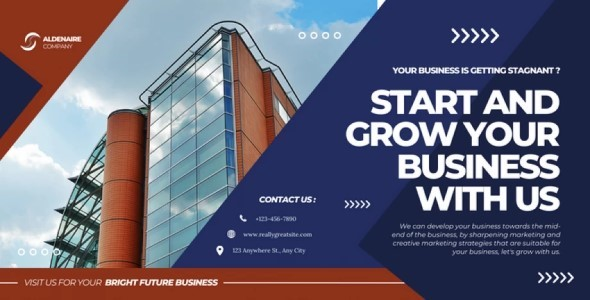 ALDENAIRE
COMPANY
YOUR BUSINESS IS GETTING STAGNANT ?
START AND
GROW YOUR
BUSINESS
WITH US
We can develop your business towards the mid-
end of the business, by sharpening marketing and
creative marketing strategies that are suitable for
your business, let's grow with us.
CONTACT US :
+123-456-7890
www.reallygreatsite.com
123 Anywhere St., Any City
VISIT US FOR YOUR BRIGHT FUTURE BUSINESS